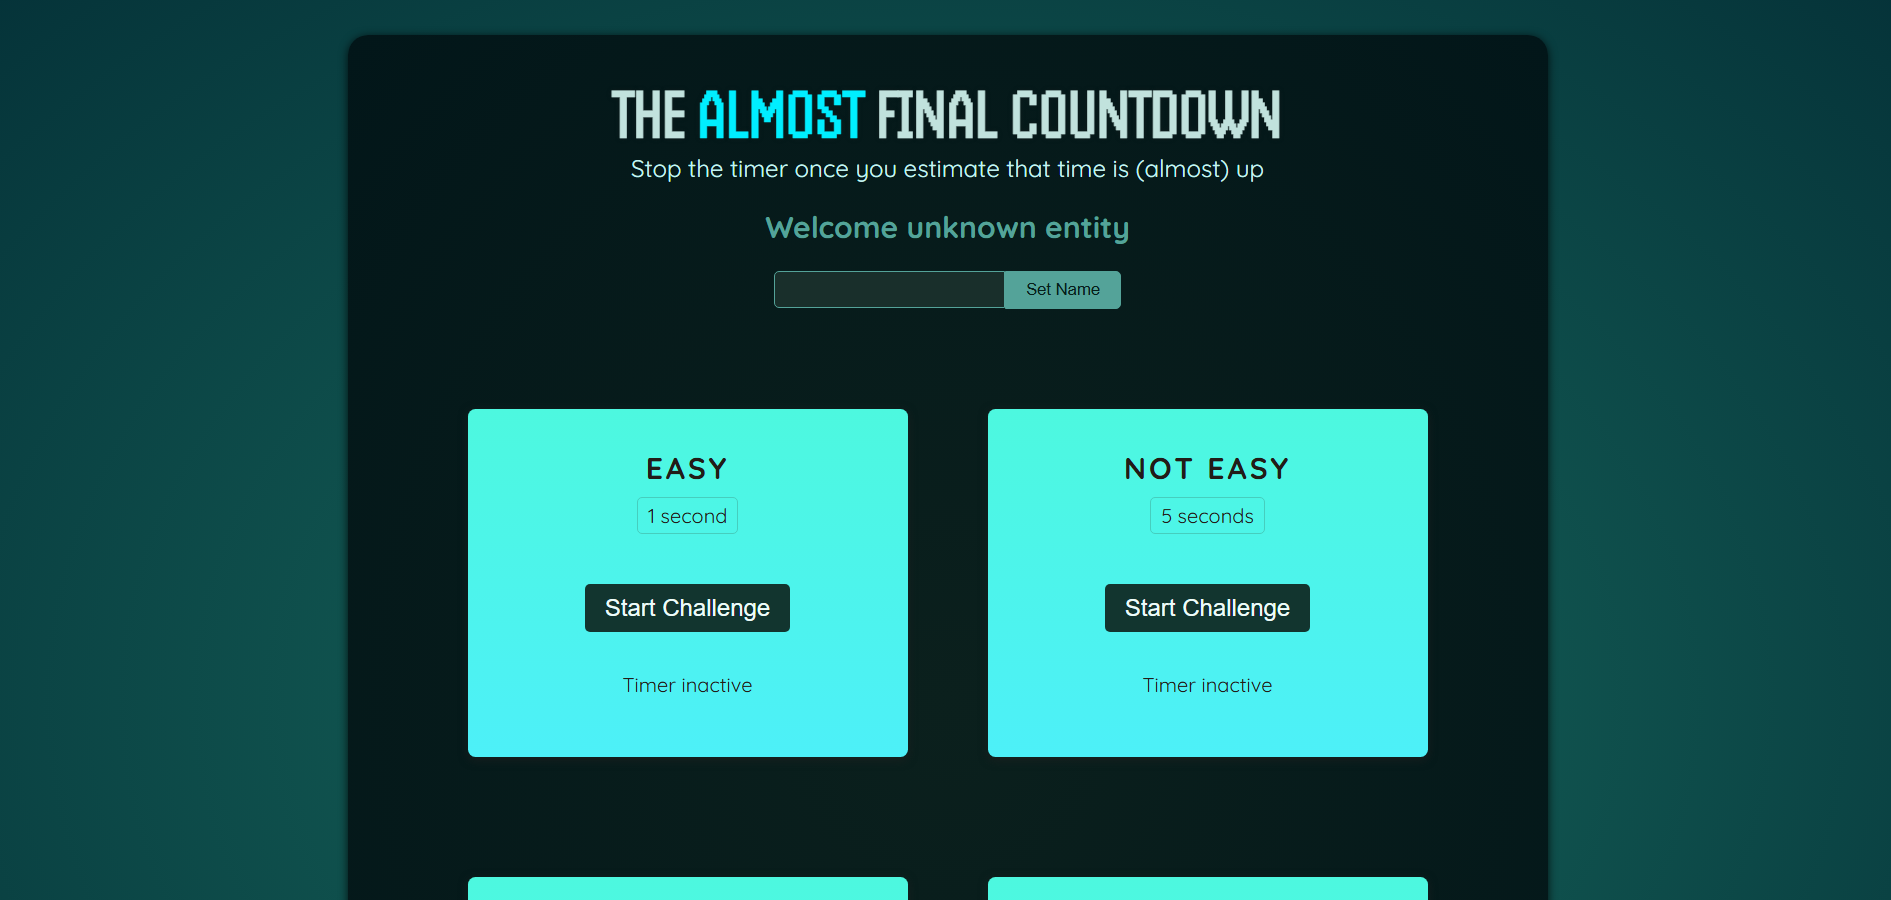 THE ALMOST FINAL COUNTDOWN
Stop the timer once you estimate that time is (almost) up
Welcome unknown entity
Set Name
EASY
1 second
Start Challenge
Timer inactive
NOT EASY
5 seconds
Start Challenge
Timer inactive